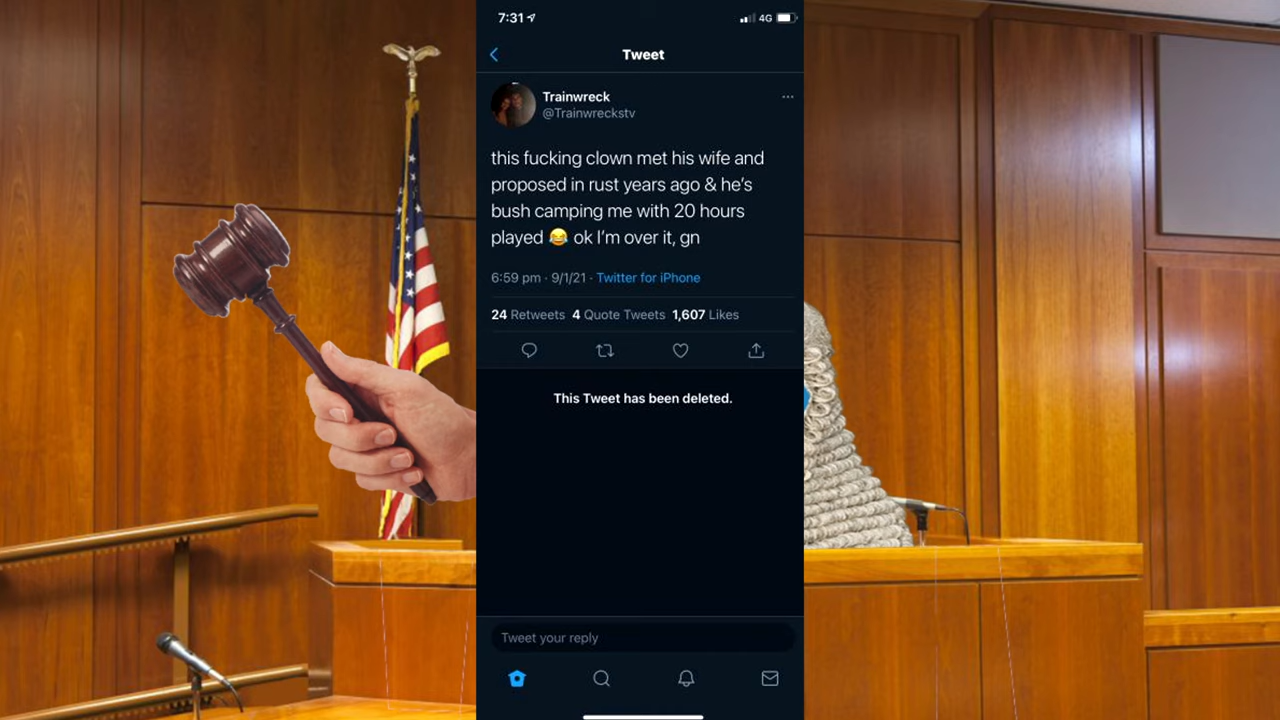 7:31
4G
Tweet
Trainwreck
@Trainwreckstv
this fucking clown met his wife and
proposed in rust years ago & he's
bush camping me with 20 hours
played 😂 ok I'm over it, gn
6:59 pm · 9/1/21 · Twitter for iPhone
24 Retweets 4 Quote Tweets 1,607 Likes
This Tweet has been deleted.
Tweet your reply